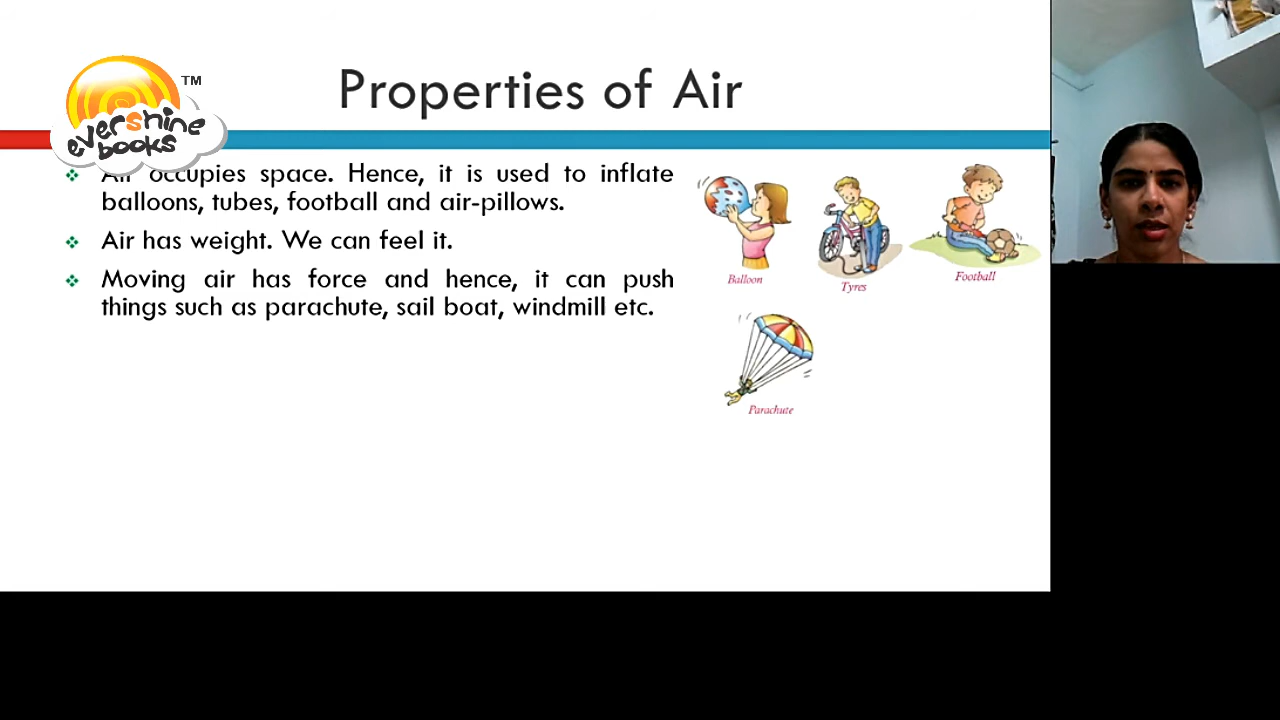 Properties of Air
TM
evershine
books
Air occupies space. Hence, it is used to inflate
balloons, tubes, football and air-pillows.
Air has weight. We can feel it.
Moving air has force and hence, it can push
things such as parachute, sail boat, windmill etc.
Balloon
Tyres
Football
Parachute